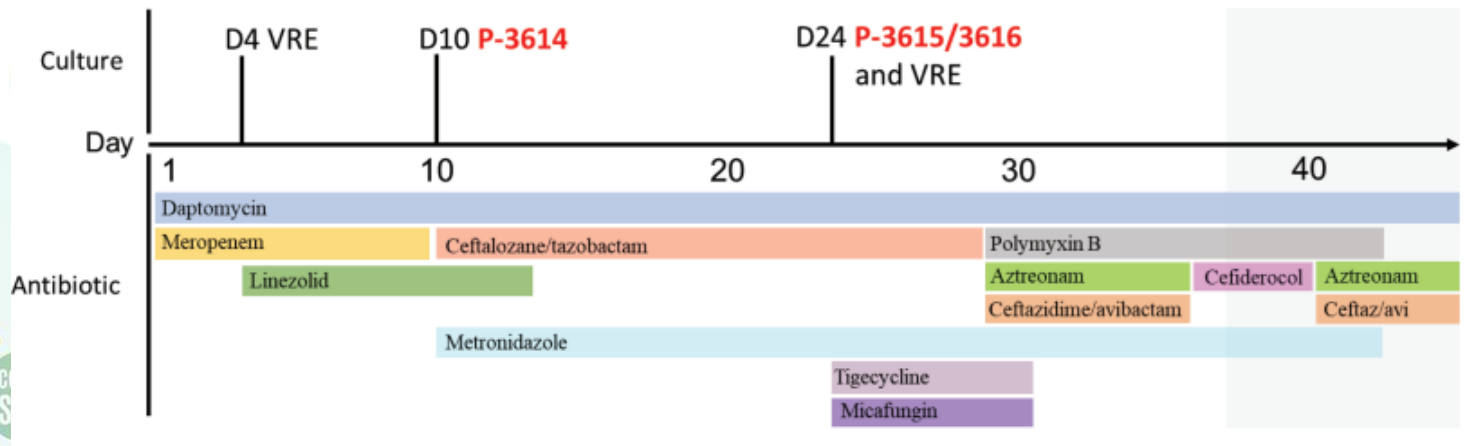 D4 VRE
D10 P-3614
D24 P-3615/3616
and VRE
Culture
Day
1 10 20 30 40
Daptomycin
Meropenem
Ceftalozane/tazobactam
Polymyxin B
Linezolid
Aztreonam
Cefiderocol
Aztreonam
Antibiotic
Ceftazidime/avibactam
Ceftaz/avi
Metronidazole
Tigecycline
Micafungin